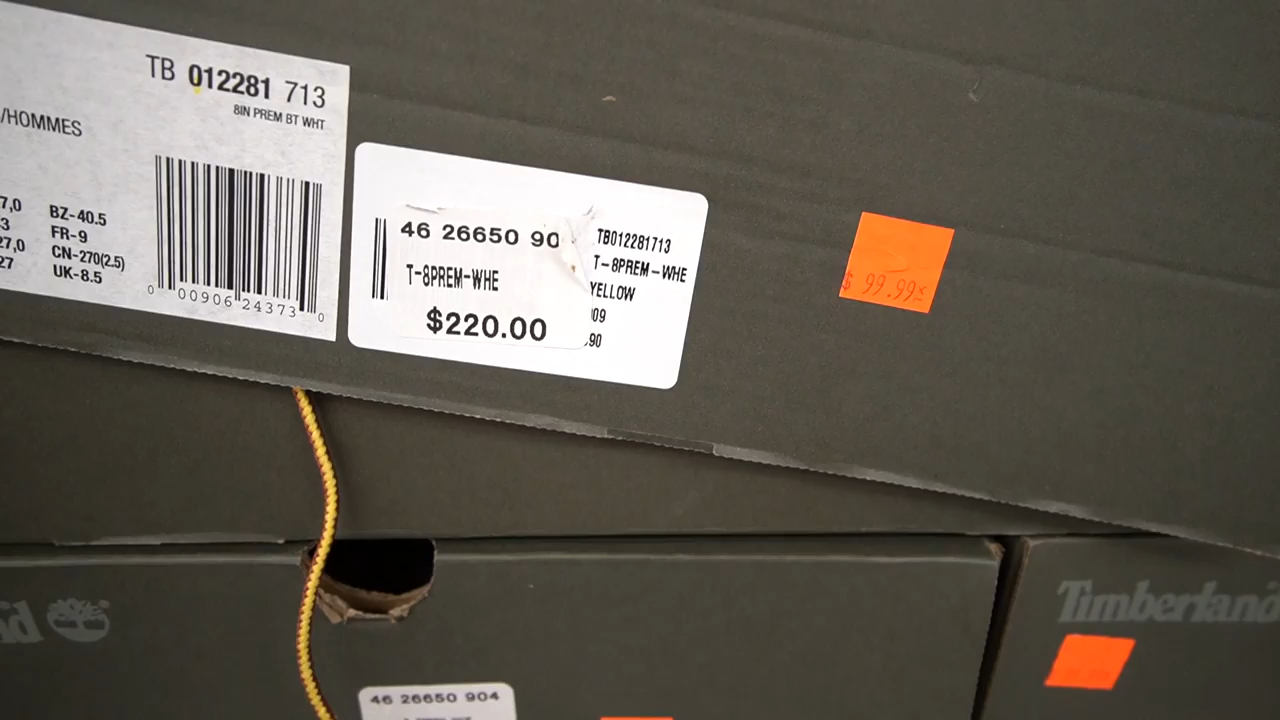 TB 012281 713
8IN PREM BT WHT
/HOMMES
7,0
3
27,0
27
BZ-40.5
FR-9
CN-270(2.5)
UK-8.5
0 00906 24373 0
46 26650 90
T-8PREM-WHE
$220.00
TB012281713
T-8PREM-WHE
YELLOW
09
90
$ 99.99
Timberland
46 26650 904